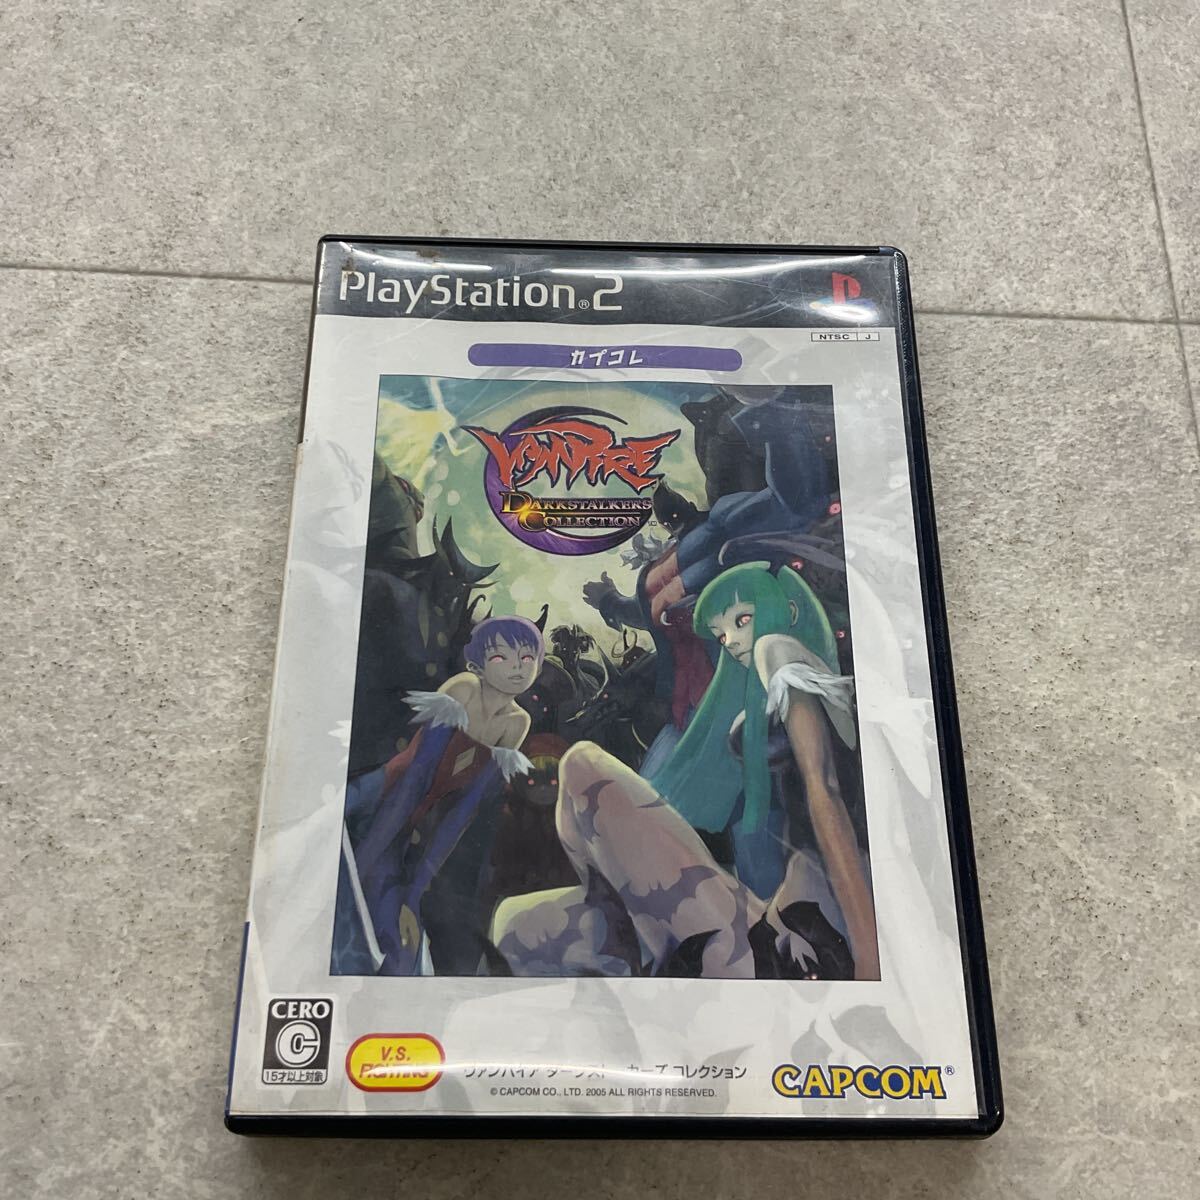 PlayStation®2
NTSC J
カプコレ
VAMPIRE
DARKSTALKERS
COLLECTION™
CERO
C
15才以上対象
V.S.
FIGHTING
ヴァンパイア ダークストーカーズ コレクション
© CAPCOM CO., LTD. 2005 ALL RIGHTS RESERVED.
CAPCOM®